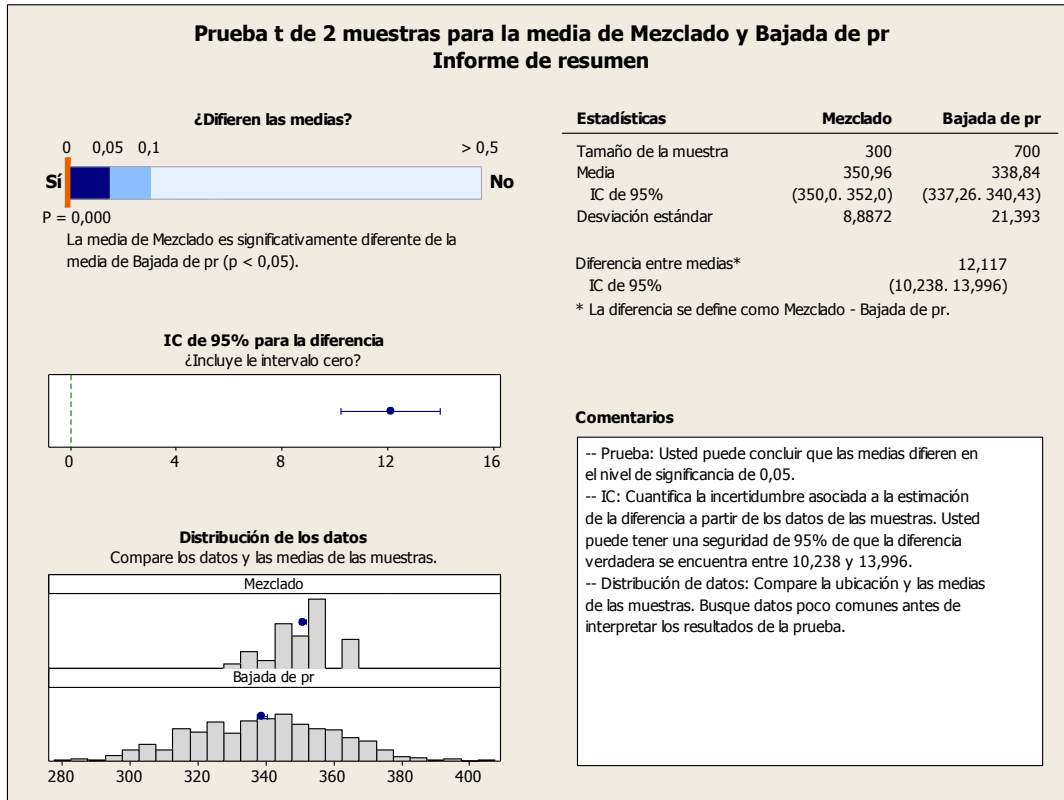 Prueba t de 2 muestras para la media de Mezclado y Bajada de pr
Informe de resumen
¿Difieren las medias?
0 0,05 0,1 > 0,5
Sí No
P = 0,000
La media de Mezclado es significativamente diferente de la
media de Bajada de pr (p < 0,05).
IC de 95% para la diferencia
¿Incluye le intervalo cero?
0 4 8 12 16
Distribución de los datos
Compare los datos y las medias de las muestras.
Mezclado
Bajada de pr
280 300 320 340 360 380 400
Estadísticas Mezclado Bajada de pr
Tamaño de la muestra 300 700
Media 350,96 338,84
IC de 95% (350,0. 352,0) (337,26. 340,43)
Desviación estándar 8,8872 21,393
Diferencia entre medias* 12,117
IC de 95% (10,238. 13,996)
* La diferencia se define como Mezclado - Bajada de pr.
Comentarios
-- Prueba: Usted puede concluir que las medias difieren en
el nivel de significancia de 0,05.
-- IC: Cuantifica la incertidumbre asociada a la estimación
de la diferencia a partir de los datos de las muestras. Usted
puede tener una seguridad de 95% de que la diferencia
verdadera se encuentra entre 10,238 y 13,996.
-- Distribución de datos: Compare la ubicación y las medias
de las muestras. Busque datos poco comunes antes de
interpretar los resultados de la prueba.